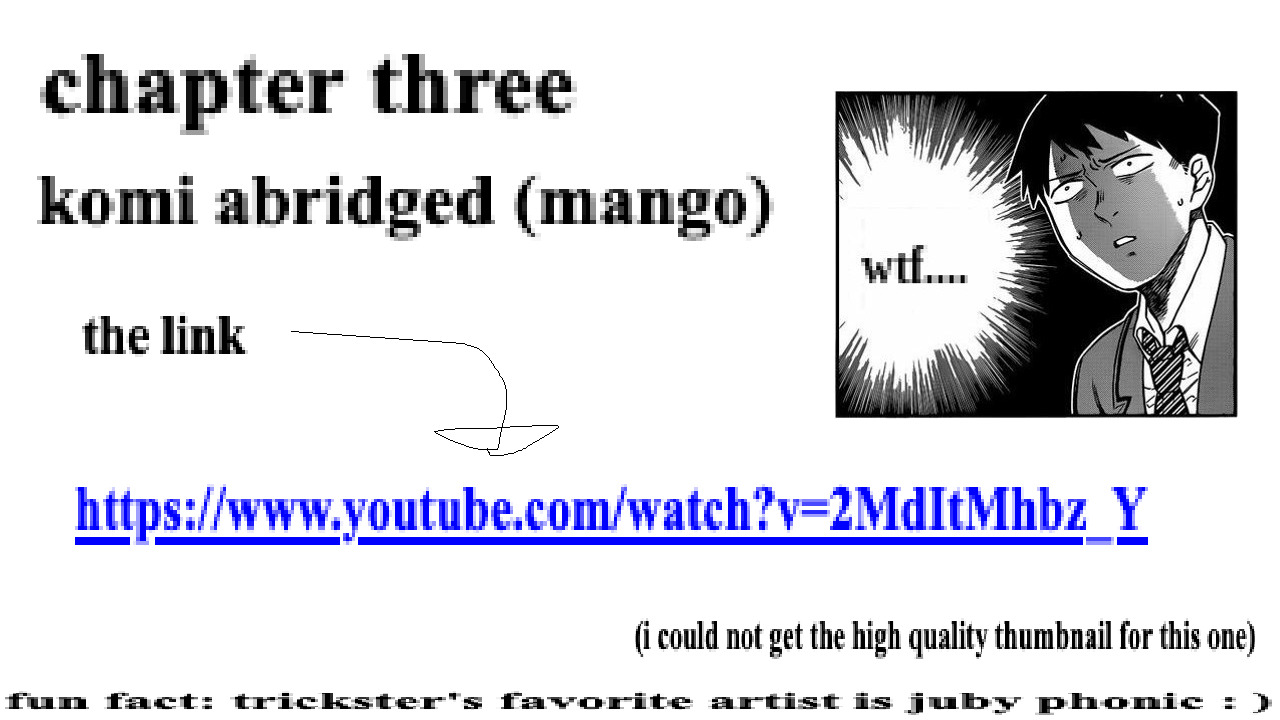 chapter three
komi abridged (mango)
wtf....
the link
https://www.youtube.com/watch?v=2MdItMhbz_Y
(i could not get the high quality thumbnail for this one)
fun fact: trickster's favorite artist is juby phonic : )